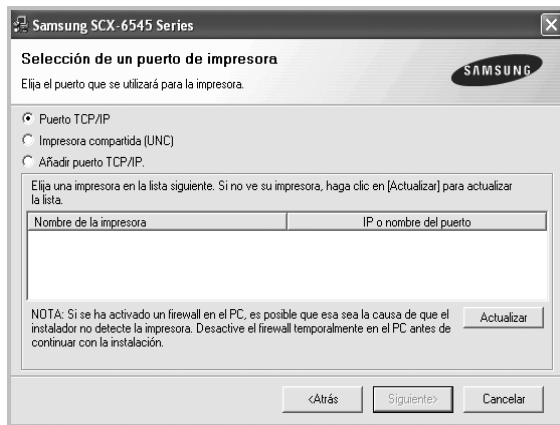 Samsung SCX-6545 Series
Selección de un puerto de impresora
Elija el puerto que se utilizará para la impresora.
SAMSUNG
Puerto TCP/IP
Impresora compartida (UNC)
Añadir puerto TCP/IP.
Elija una impresora en la lista siguiente. Si no ve su impresora, haga clic en [Actualizar] para actualizar
la lista.
Nombre de la impresora IP o nombre del puerto
NOTA: Si se ha activado un firewall en el PC, es posible que esa sea la causa de que el
instalador no detecte la impresora. Desactive el firewall temporalmente en el PC antes de
continuar con la instalación.
Actualizar
<Atrás Siguiente> Cancelar